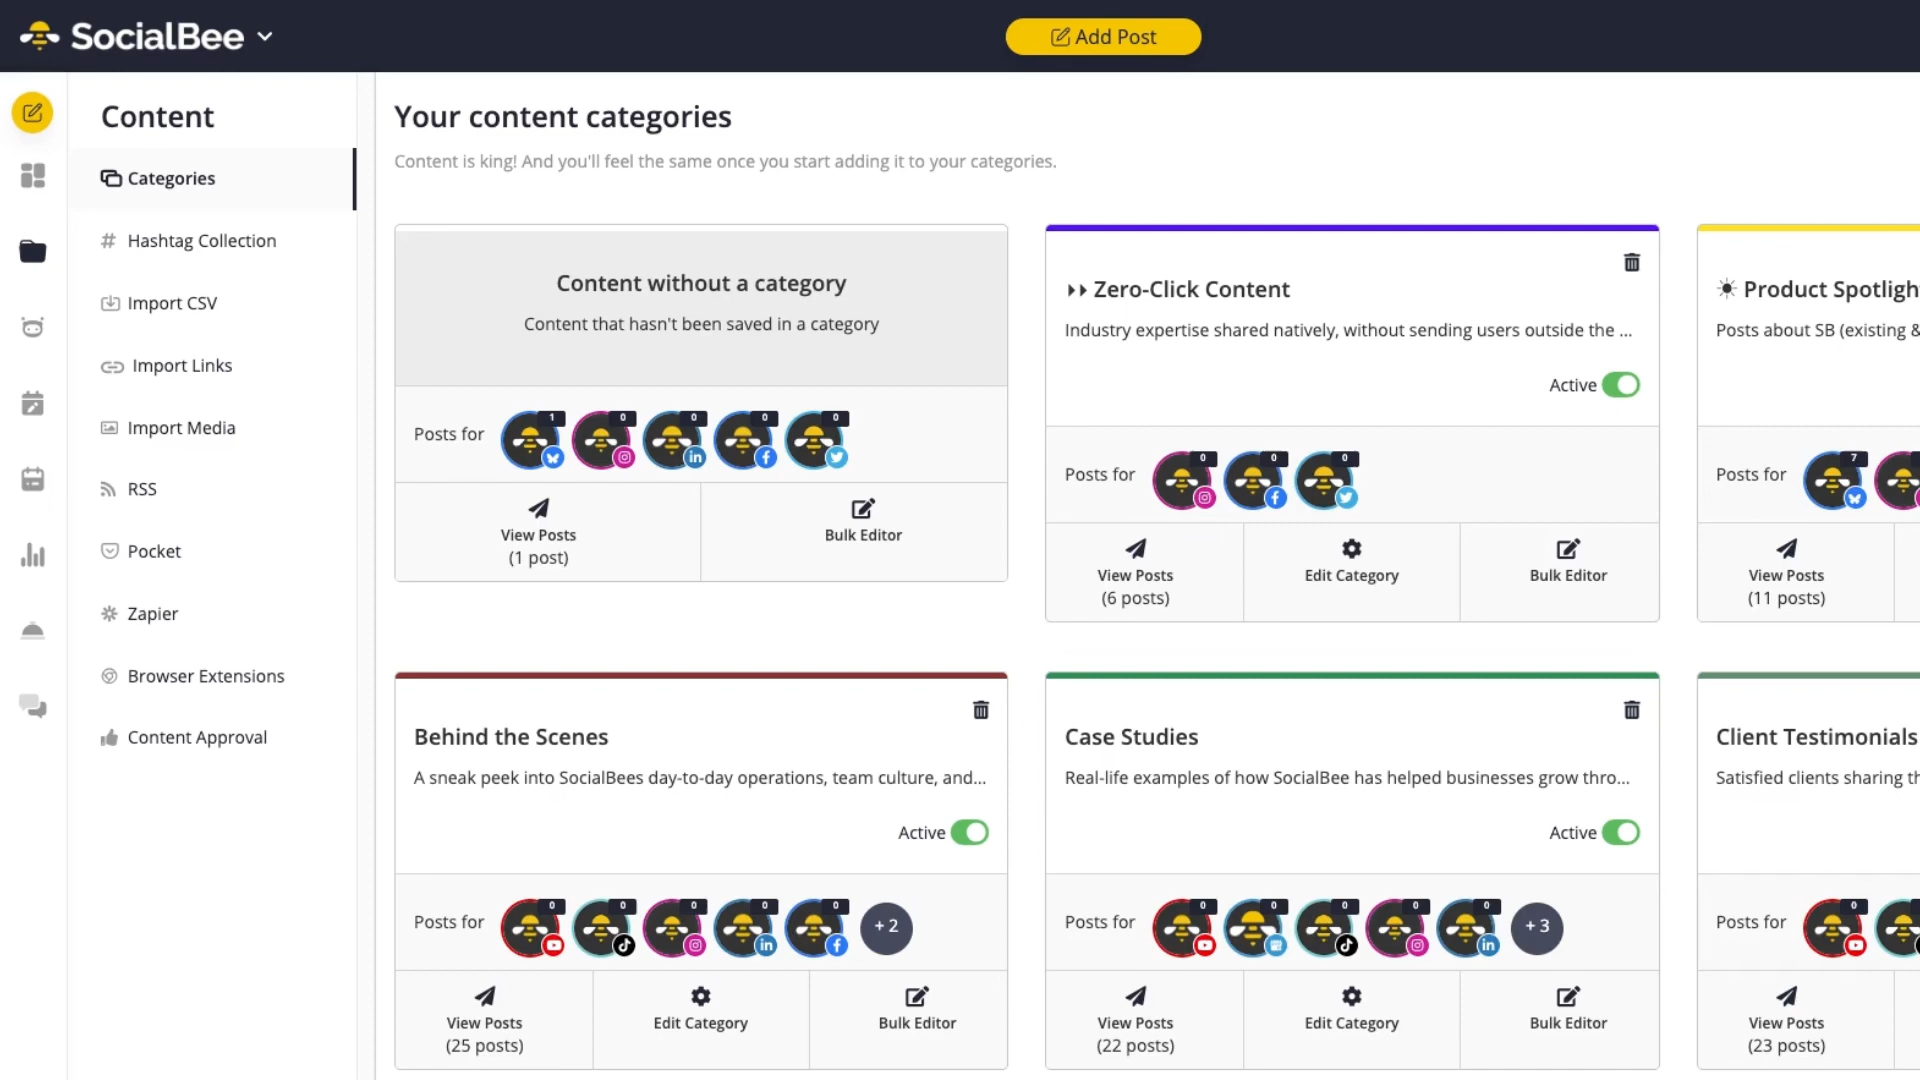 SocialBee
Add Post
Content
Categories
Hashtag Collection
Import CSV
Import Links
Import Media
RSS
Pocket
Zapier
Browser Extensions
Content Approval
Your content categories
Content is king! And you'll feel the same once you start adding it to your categories.
Content without a category
Content that hasn't been saved in a category
Posts for
1 0 0 0 0
View Posts
(1 post)
Bulk Editor
Zero-Click Content
Industry expertise shared natively, without sending users outside the ...
Active
Posts for
0 0 0
View Posts
(6 posts)
Edit Category
Bulk Editor
Product Spotligh
Posts about SB (existing &
Posts for
7
View Posts
(11 posts)
Behind the Scenes
A sneak peek into SocialBees day-to-day operations, team culture, and...
Active
Posts for
0 0 0 0 0
+ 2
View Posts
(25 posts)
Edit Category
Bulk Editor
Case Studies
Real-life examples of how SocialBee has helped businesses grow thro...
Active
Posts for
0 0 0 0 0
+ 3
View Posts
(22 posts)
Edit Category
Bulk Editor
Client Testimonials
Satisfied clients sharing th
Posts for
0
View Posts
(23 posts)